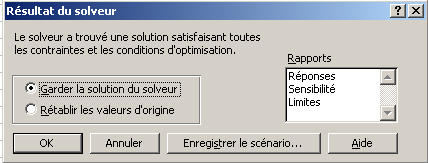 Résultat du solveur
Le solveur a trouvé une solution satisfaisant toutes
les contraintes et les conditions d'optimisation.
Rapports
Garder la solution du solveur
Rétablir les valeurs d'origine
Réponses
Sensibilité
Limites
OK
Annuler
Enregistrer le scénario...
Aide